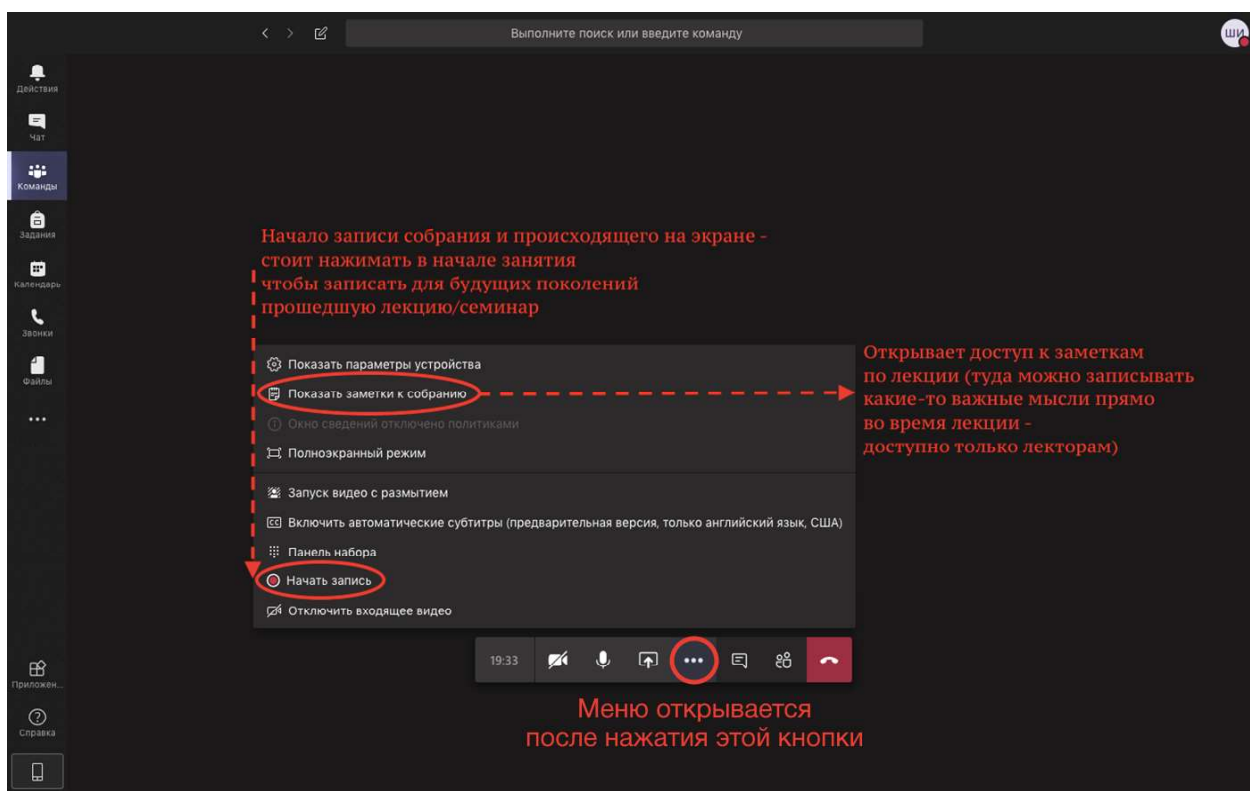 Выполните поиск или введите команду
ШИ
Действия
Чат
Команды
Задания
Календарь
Звонки
Файлы
Начало записи собрания и происходящего на экране -
стоит нажимать в начале занятия
чтобы записать для будущих поколений
прошедшую лекцию/семинар
Показать параметры устройства
Показать заметки к собранию
Окно сведений отключено политиками
Полноэкранный режим
Запуск видео с размытием
Включить автоматические субтитры (предварительная версия, только английский язык, США)
Панель набора
Начать запись
Отключить входящее видео
Открывает доступ к заметкам
по лекции (туда можно записывать
какие-то важные мысли прямо
во время лекции -
доступно только лекторам)
19:33
Меню открывается
после нажатия этой кнопки
Приложен...
Справка